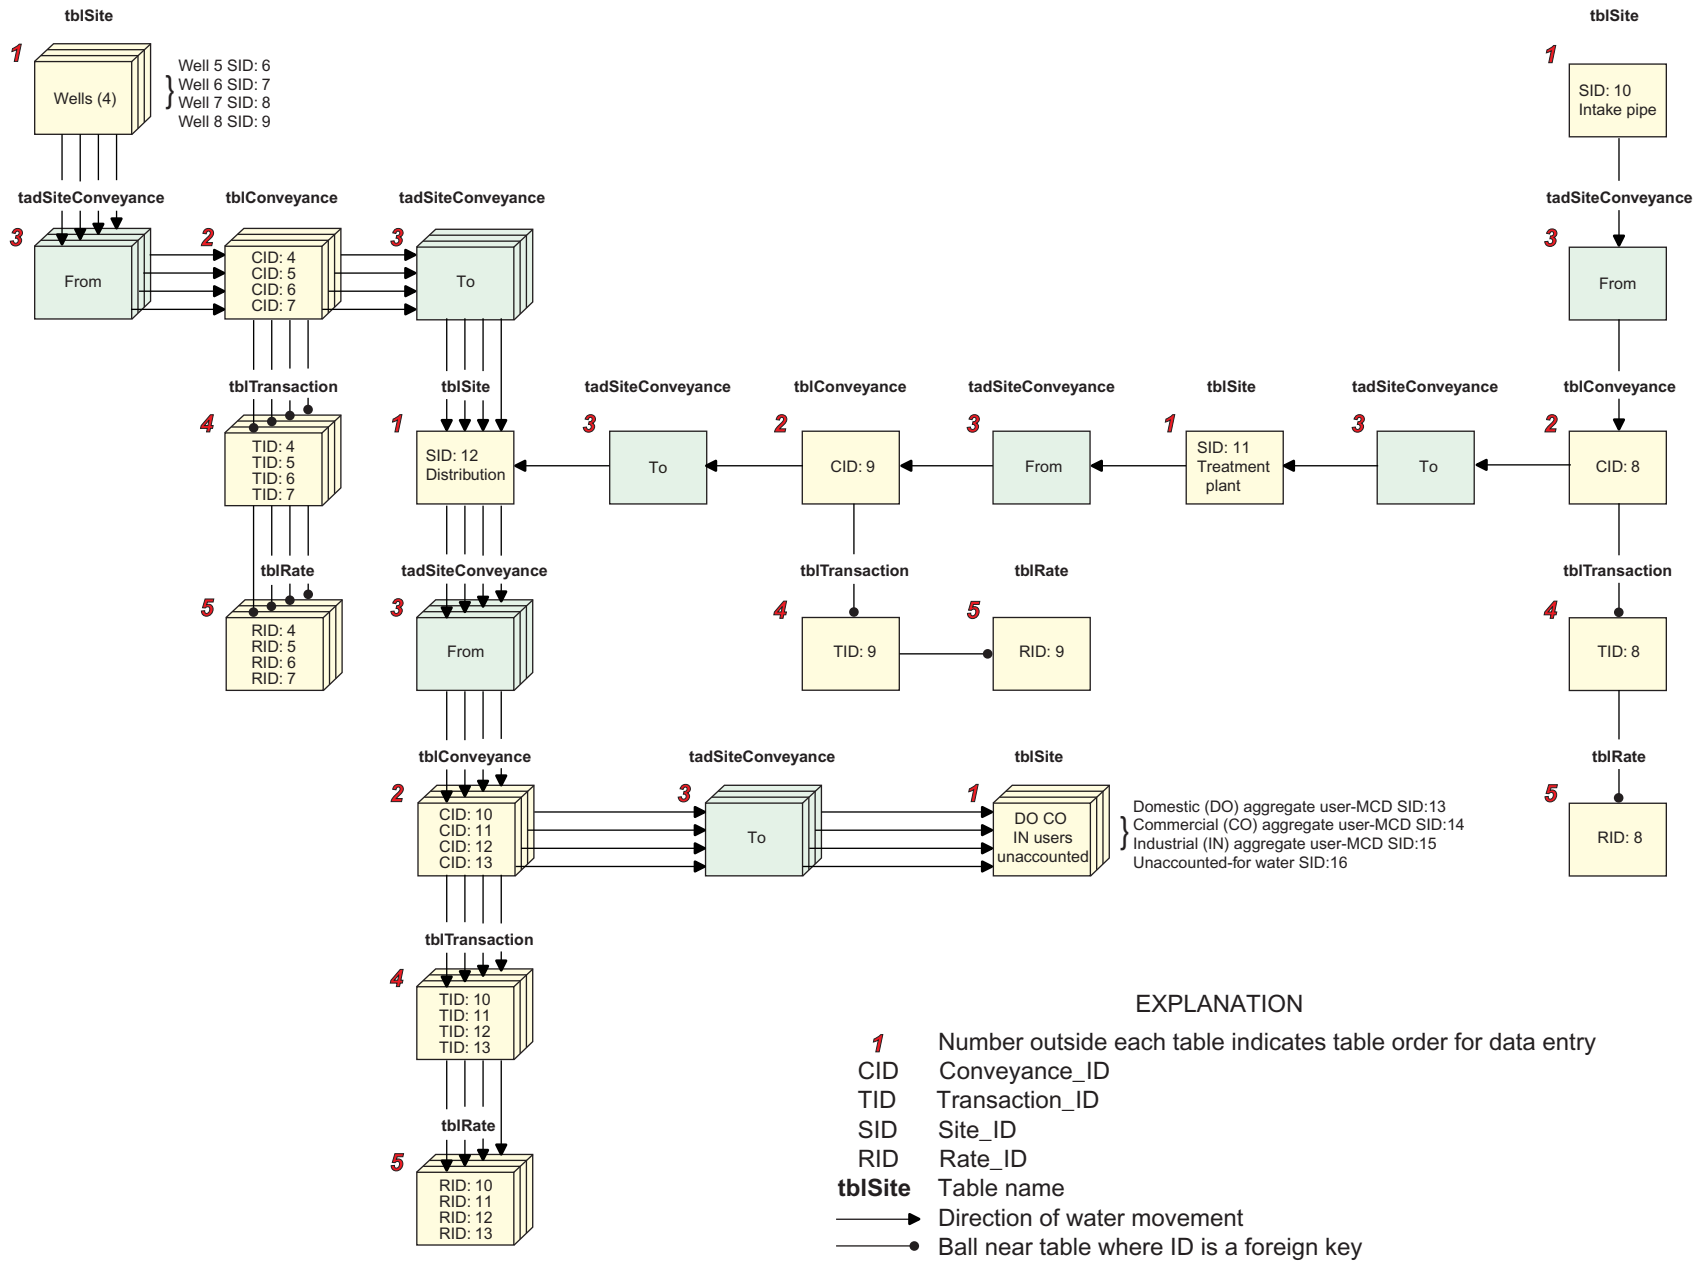 tblSite
tblSite
1
Wells (4)
Well 5 SID: 6
Well 6 SID: 7
Well 7 SID: 8
Well 8 SID: 9
1
SID: 10
Intake pipe
tadSiteConveyance
tblConveyance
tadSiteConveyance
tadSiteConveyance
3
From
2
CID: 4
CID: 5
CID: 6
CID: 7
3
To
3
From
tblTransaction
tblSite
tadSiteConveyance
tblConveyance
tadSiteConveyance
tblSite
tadSiteConveyance
tblConveyance
4
TID: 4
TID: 5
TID: 6
TID: 7
1
SID: 12
Distribution
3
To
2
CID: 9
3
From
1
SID: 11
Treatment
plant
3
To
2
CID: 8
tblRate
tadSiteConveyance
tblTransaction
tblRate
tblTransaction
5
RID: 4
RID: 5
RID: 6
RID: 7
3
From
4
TID: 9
5
RID: 9
4
TID: 8
tblConveyance
tadSiteConveyance
tblSite
tblRate
2
CID: 10
CID: 11
CID: 12
CID: 13
3
To
1
DO CO
IN users
unaccounted
Domestic (DO) aggregate user-MCD SID:13
Commercial (CO) aggregate user-MCD SID:14
Industrial (IN) aggregate user-MCD SID:15
Unaccounted-for water SID:16
5
RID: 8
tblTransaction
4
TID: 10
TID: 11
TID: 12
TID: 13
tblRate
5
RID: 10
RID: 11
RID: 12
RID: 13
EXPLANATION
1 Number outside each table indicates table order for data entry
CID Conveyance_ID
TID Transaction_ID
SID Site_ID
RID Rate_ID
tblSite Table name
Direction of water movement
Ball near table where ID is a foreign key